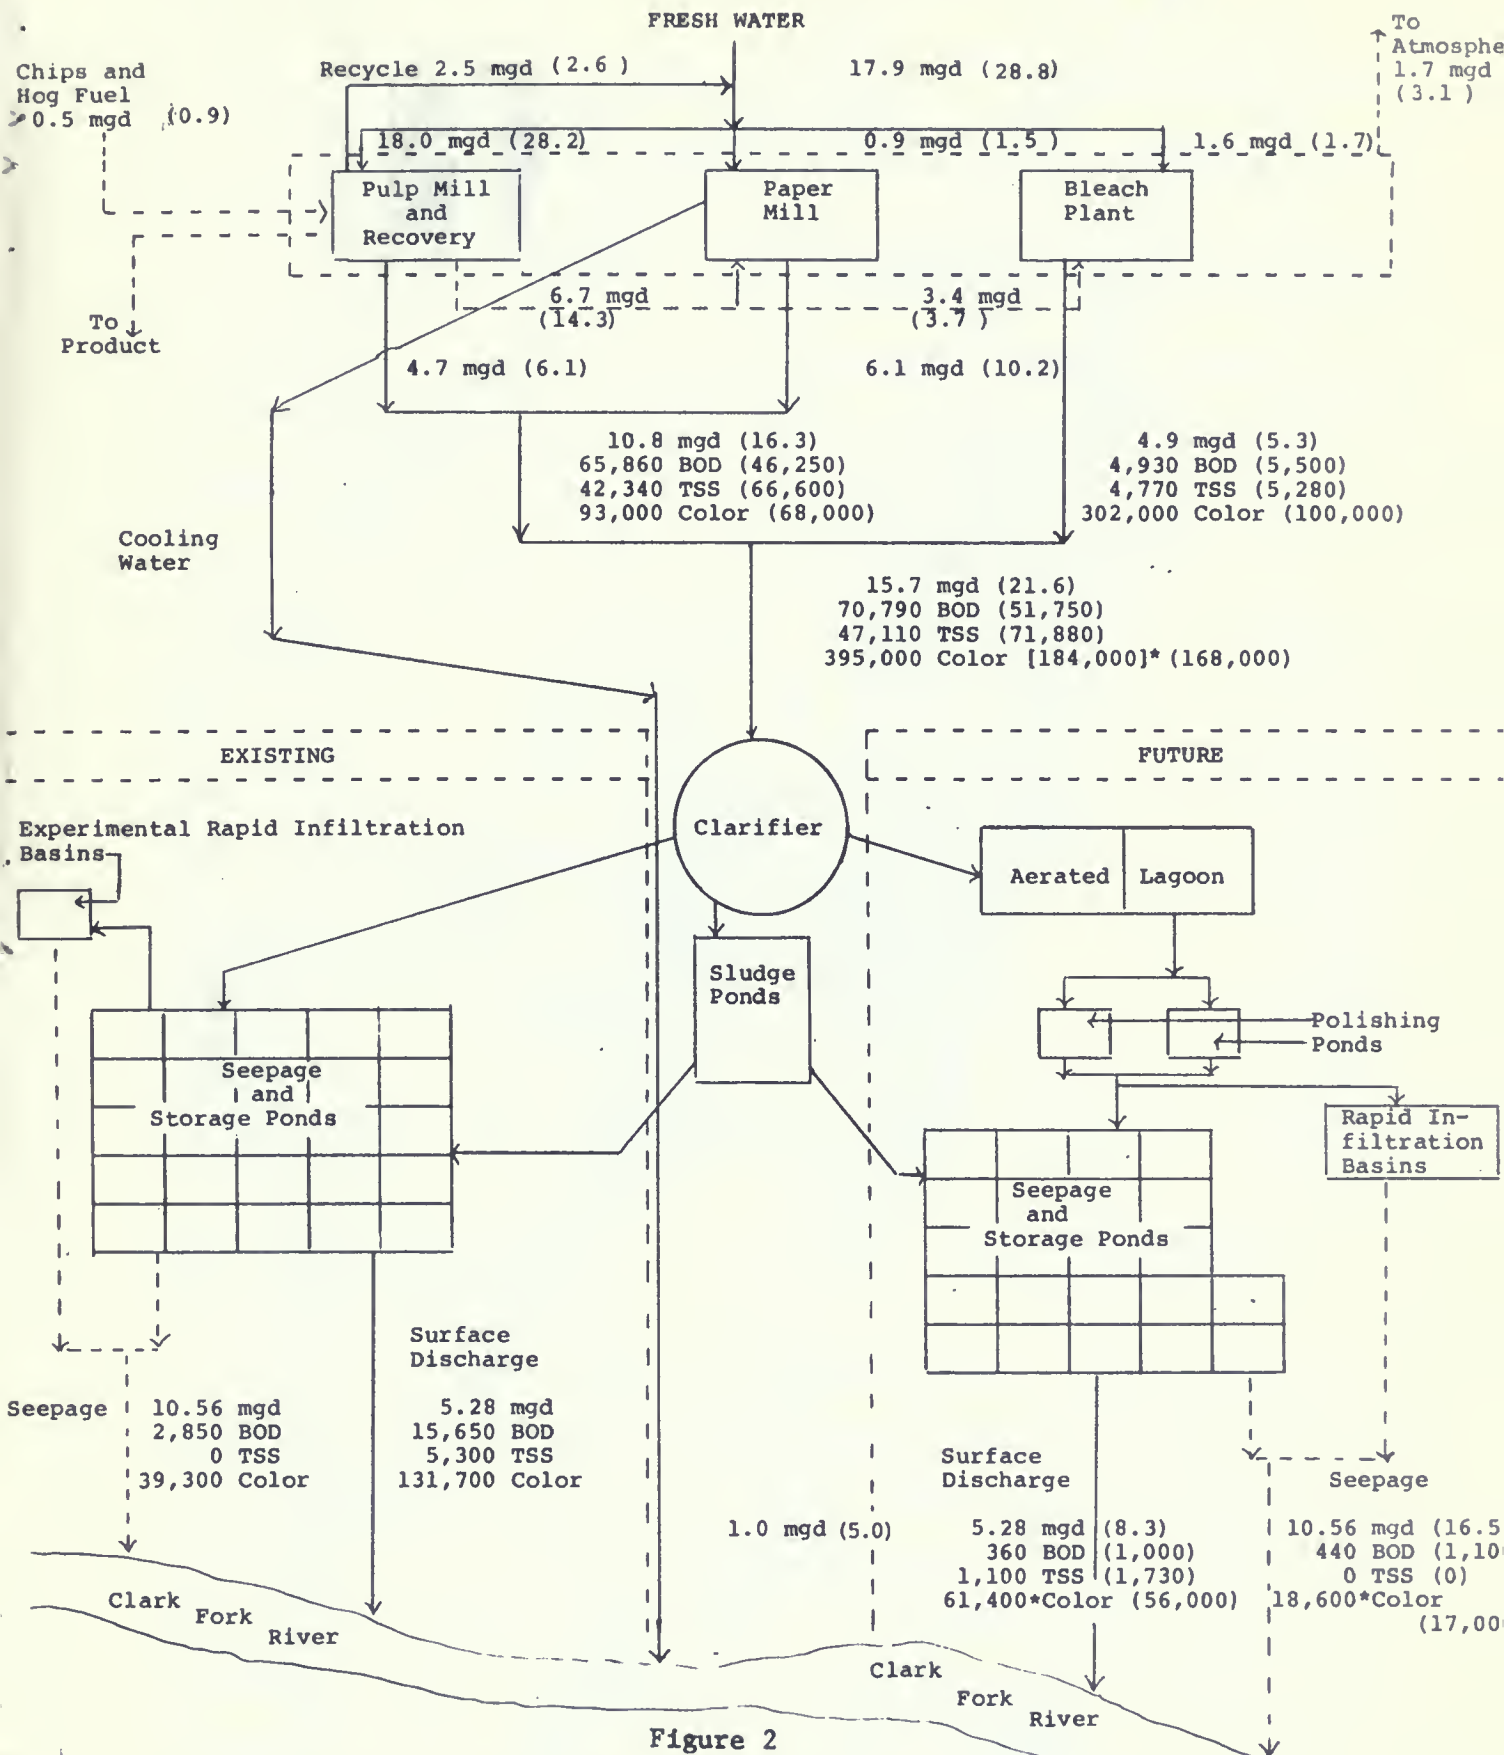 FRESH WATER
To
Atmosphe
1.7 mgd
(3.1 )
Chips and
Hog Fuel
0.5 mgd (0.9)
Recycle 2.5 mgd (2.6 )
17.9 mgd (28.8)
18.0 mgd (28.2)
0.9 mgd (1.5 )
1.6 mgd (1.7)
Pulp Mill
and
Recovery
Paper
Mill
Bleach
Plant
6.7 mgd
(14.3)
3.4 mgd
(3.7 )
To
Product
4.7 mgd (6.1)
6.1 mgd (10.2)
10.8 mgd (16.3)
65,860 BOD (46,250)
42,340 TSS (66,600)
93,000 Color (68,000)
4.9 mgd (5.3)
4,930 BOD (5,500)
4,770 TSS (5,280)
302,000 Color (100,000)
Cooling
Water
15.7 mgd (21.6)
70,790 BOD (51,750)
47,110 TSS (71,880)
395,000 Color [184,000]* (168,000)
EXISTING
FUTURE
Experimental Rapid Infiltration
Basins
Clarifier
Aerated Lagoon
Sludge
Ponds
Polishing
Ponds
Seepage
and
Storage Ponds
Rapid In-
filtration
Basins
Seepage
and
Storage Ponds
Surface
Discharge
Seepage
10.56 mgd
2,850 BOD
0 TSS
39,300 Color
5.28 mgd
15,650 BOD
5,300 TSS
131,700 Color
Surface
Discharge
Seepage
1.0 mgd (5.0)
5.28 mgd (8.3)
360 BOD (1,000)
1,100 TSS (1,730)
61,400*Color (56,000)
10.56 mgd (16.5
440 BOD (1,10
0 TSS (0)
18,600*Color
(17,00
Clark
Fork
River
Clark
Fork
River
Figure 2